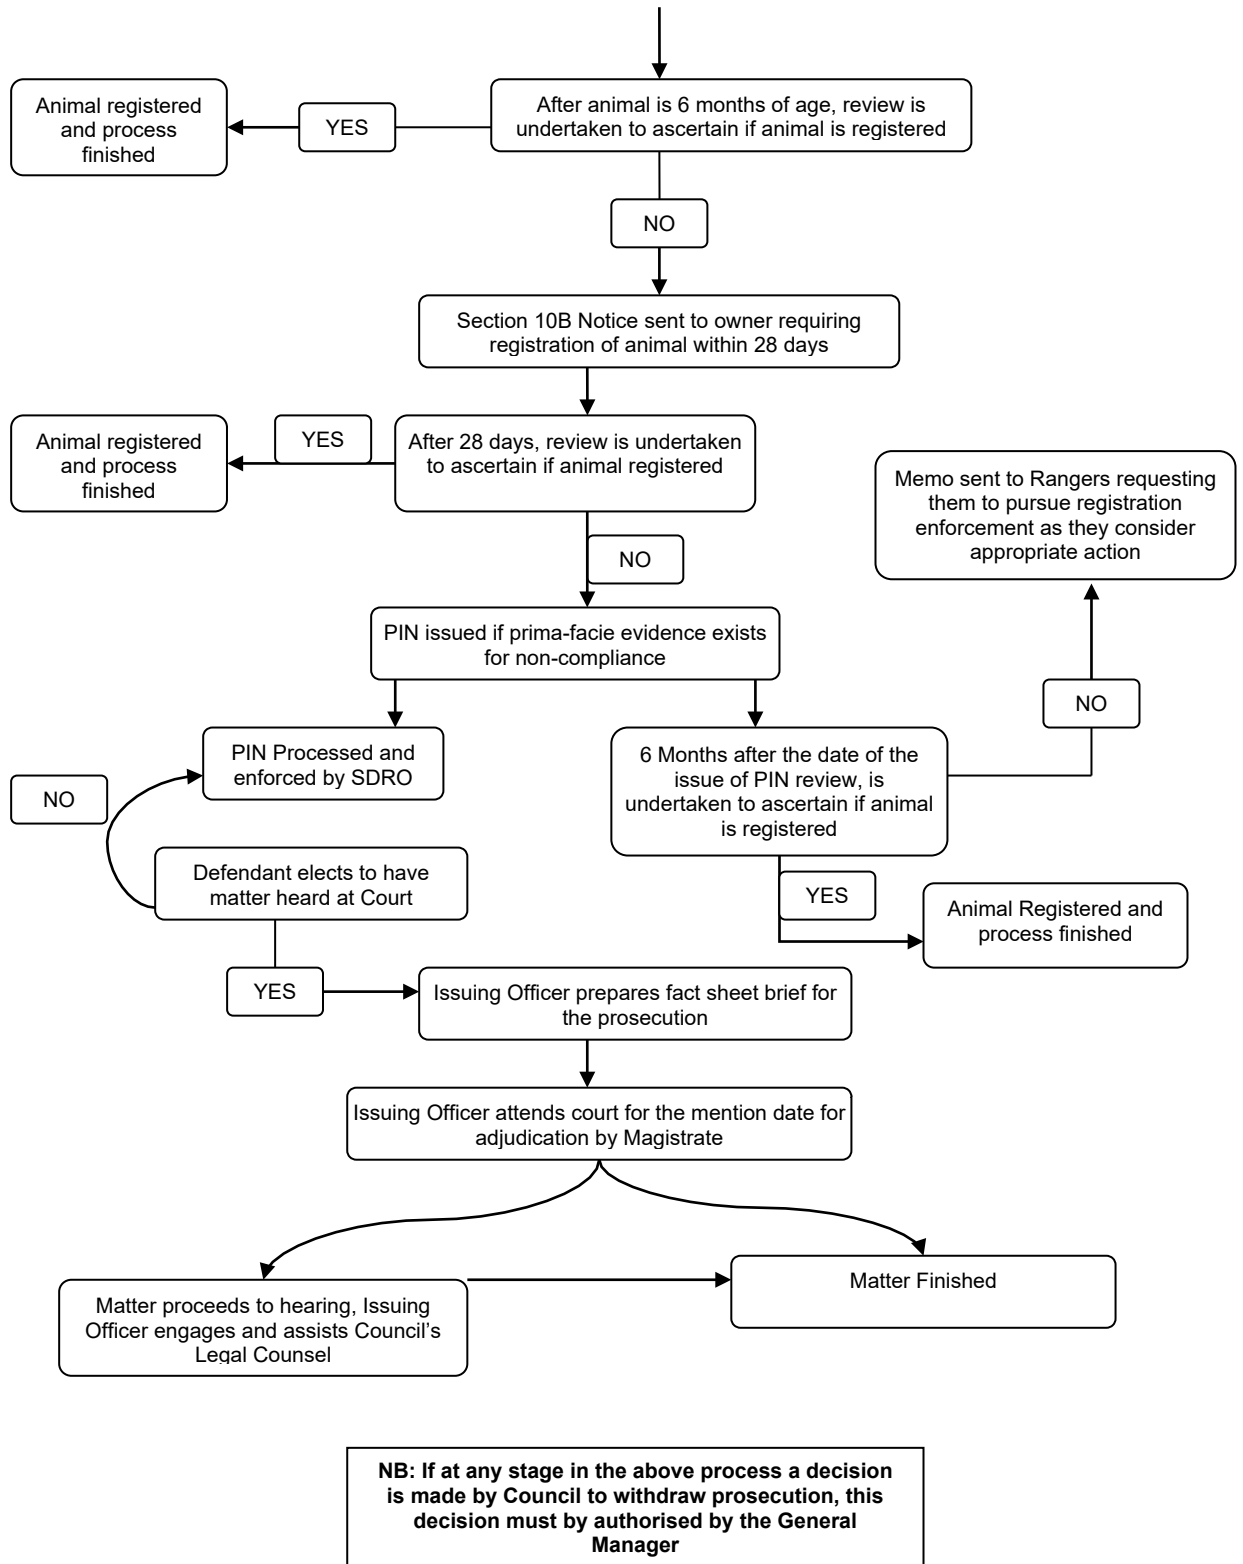 After animal is 6 months of age, review is
undertaken to ascertain if animal is registered
YES
Animal registered
and process
finished
NO
Section 10B Notice sent to owner requiring
registration of animal within 28 days
After 28 days, review is undertaken
to ascertain if animal registered
YES
Animal registered
and process
finished
NO
Memo sent to Rangers requesting
them to pursue registration
enforcement as they consider
appropriate action
PIN issued if prima-facie evidence exists
for non-compliance
NO
PIN Processed and
enforced by SDRO
6 Months after the date of the
issue of PIN review, is
undertaken to ascertain if animal
is registered
NO
Defendant elects to have
matter heard at Court
YES
Animal Registered and
process finished
YES
Issuing Officer prepares fact sheet brief for
the prosecution
Issuing Officer attends court for the mention date for
adjudication by Magistrate
Matter proceeds to hearing, Issuing
Officer engages and assists Council's
Legal Counsel
Matter Finished
NB: If at any stage in the above process a decision
is made by Council to withdraw prosecution, this
decision must by authorised by the General
Manager